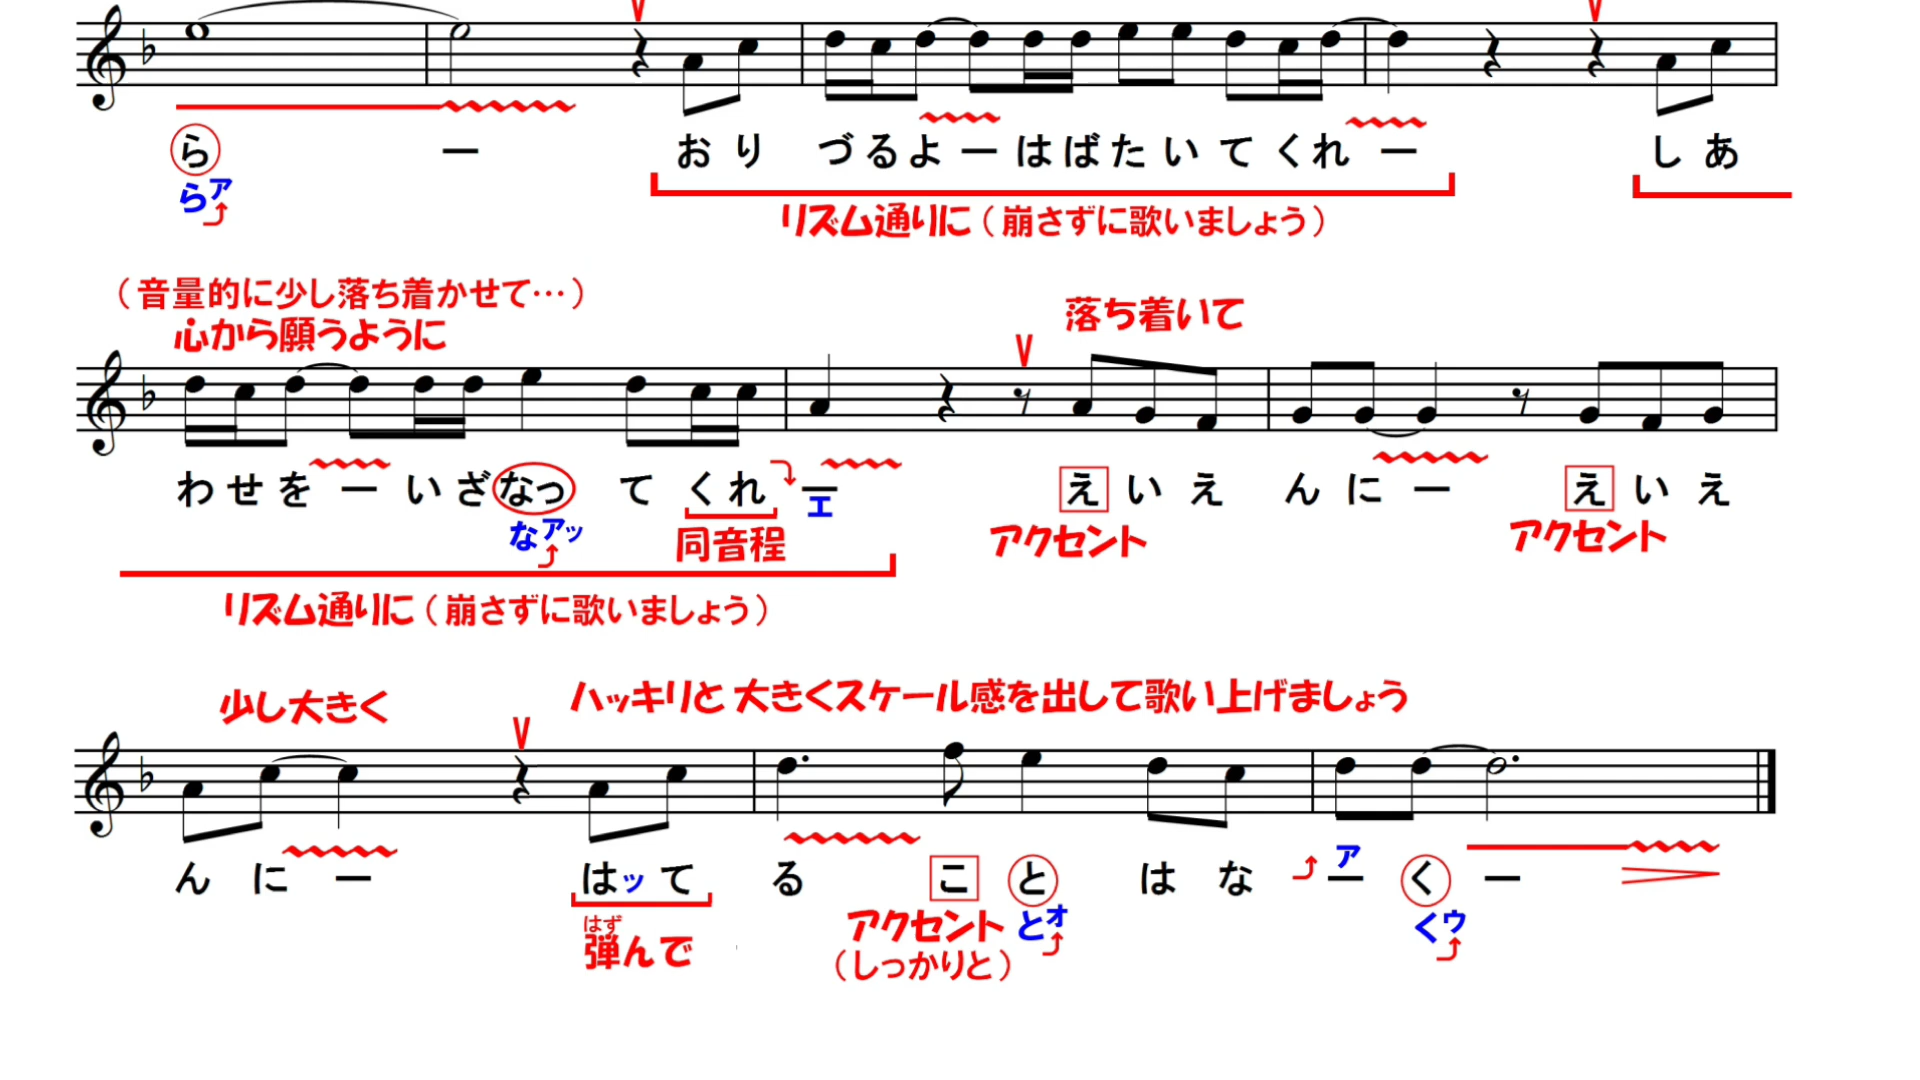 ら ー お り づ る よ ー は ば た い て く れ ー し あ
らア
リズム通りに（崩さずに歌いましょう）
（音量的に少し落ち着かせて…）
心から願うように
落ち着いて
わ せ を ー い ざ なっ て く れ ー え い え ん に ー え い え
なアッ エ
同音程
アクセント アクセント
リズム通りに（崩さずに歌いましょう）
少し大きく
ハッキリと 大きくスケール感を出して歌い上げましょう
ん に ー はッて る こ と は な ア ー く ー
はず
弾んで
アクセント
（しっかりと）
とオ
くウ